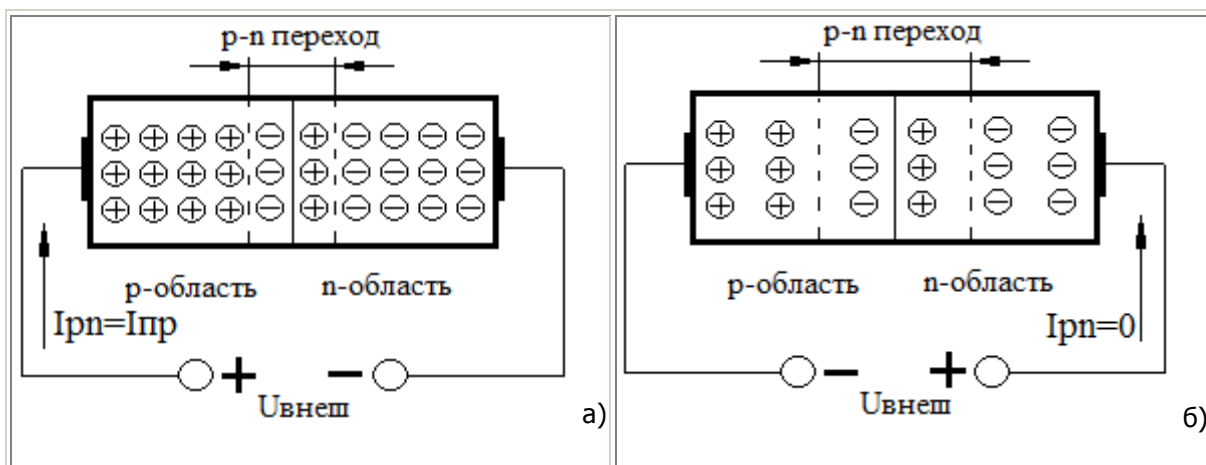 p-n переход
p-область n-область
Ipn=Iпр
+ −
Uвнеш
а)
p-n переход
p-область n-область
Ipn=0
− +
Uвнеш
б)